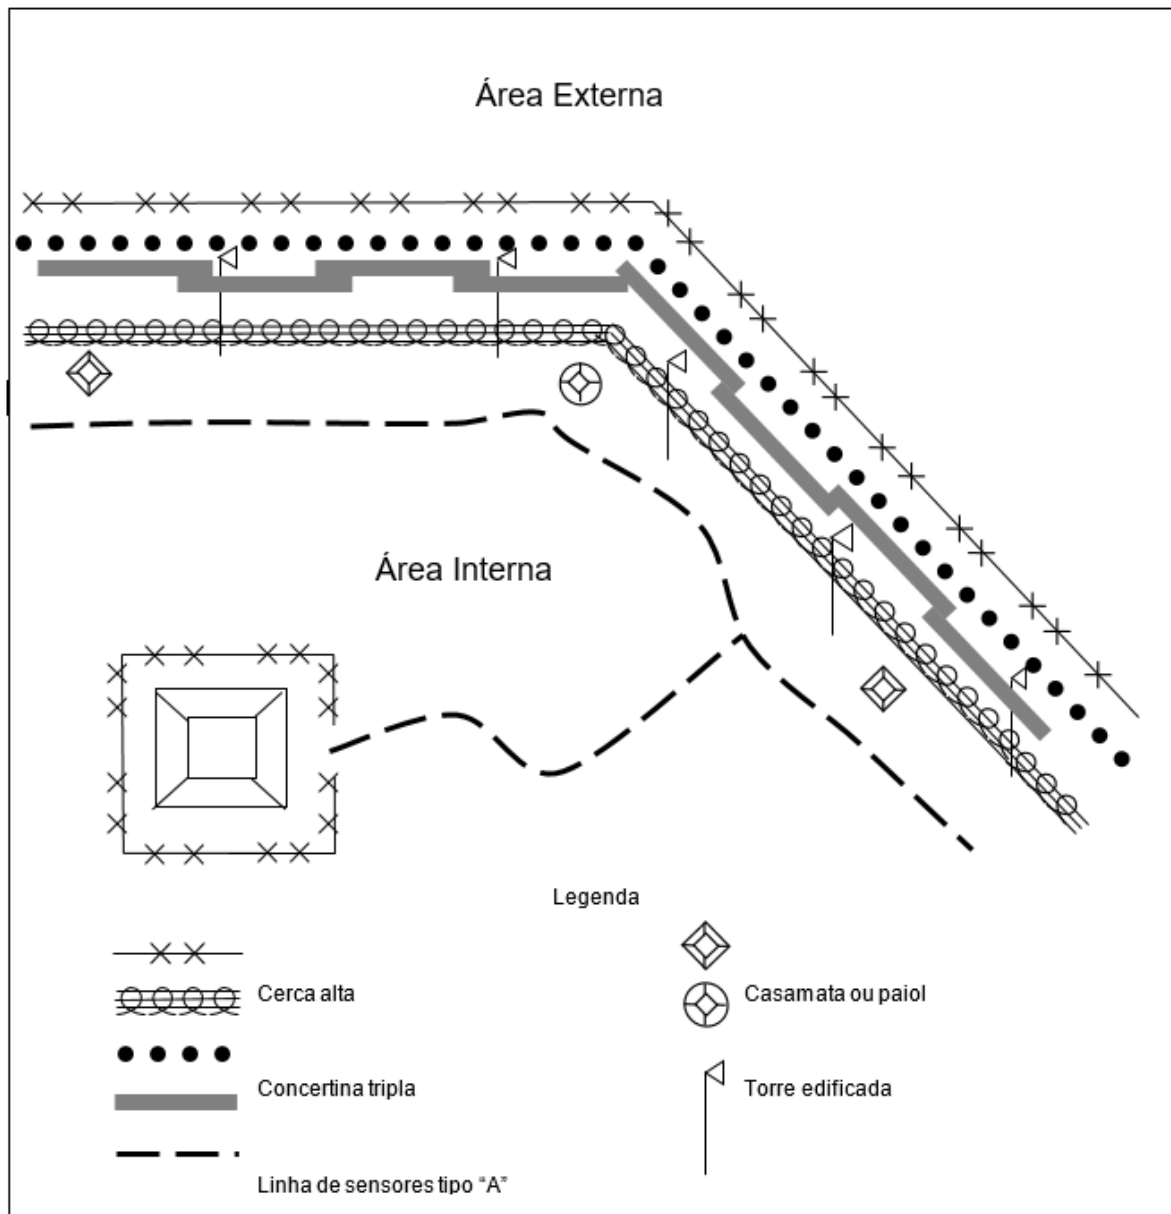 Área Externa
Área Interna
Legenda
Cerca alta
Casamata ou paiol
Concertina tripla
Torre edificada
Linha de sensores tipo “A”